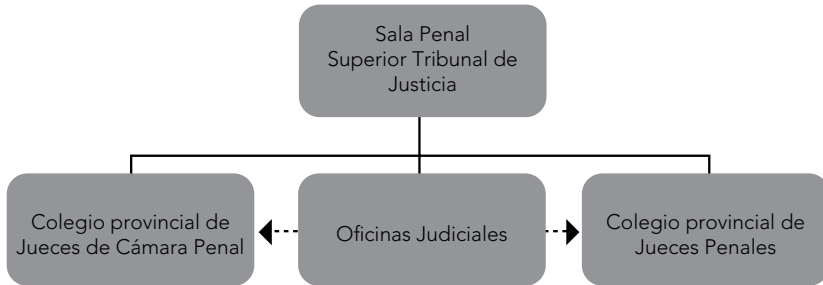 Sala Penal
Superior Tribunal de
Justicia
Colegio provincial de
Jueces de Cámara Penal
Oficinas Judiciales
Colegio provincial de
Jueces Penales